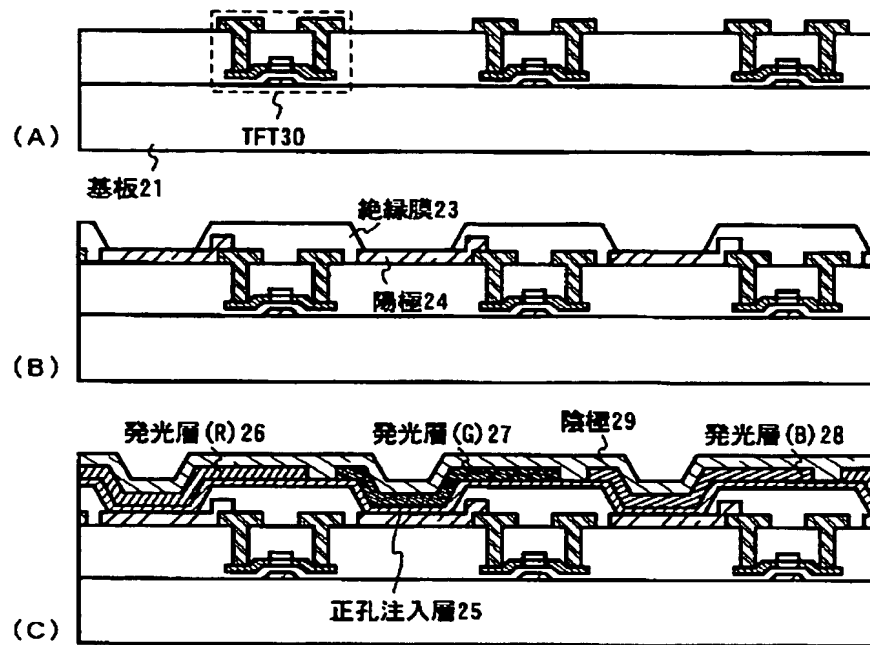 (A)
TFT30
基板21
絶縁膜23
陽極24
(B)
発光層(R)26
発光層(G)27
陰極29
発光層(B)28
正孔注入層25
(C)